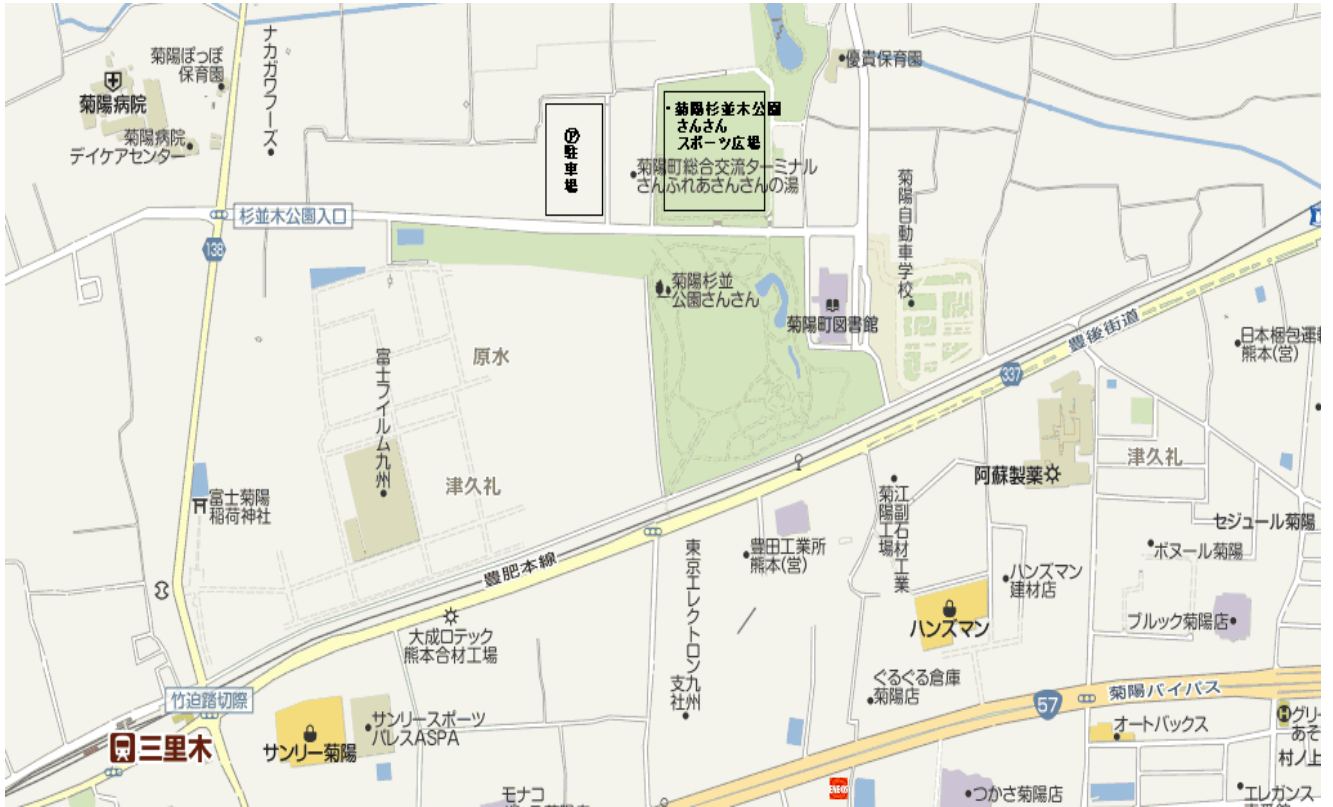 菊陽ぽっぽ
保育園
菊陽病院
菊陽病院
デイケアセンター
ナカガワフーズ
優貴保育園
Ⓟ
駐車場
菊陽杉並木公園
さんさん
スポーツ広場
菊陽町総合交流ターミナル
さんふれあさんさんの湯
杉並木公園入口
138
菊陽自動車学校
菊陽杉並
公園さんさん
菊陽町図書館
原水
富士フイルム九州
津久礼
富士菊陽
稲荷神社
豊後街道
337
日本梱包運
熊本(営)
阿蘇製薬
津久礼
セジュール菊陽
ボヌール菊陽
江副石材工業
菊陽工場
豊田工業所
熊本(営)
東京エレクトロン九州
支社
豊肥本線
大成ロテック
熊本合材工場
ハンズマン
建材店
ハンズマン
ブルック菊陽店
ぐるぐる倉庫
菊陽店
57
菊陽バイパス
竹迫踏切際
三里木
サンリー菊陽
サンリースポーツ
パレスASPA
オートバックス
グリー
あそ
村ノ上
モナコ
ENEOS
つかさ菊陽店
エレガンス